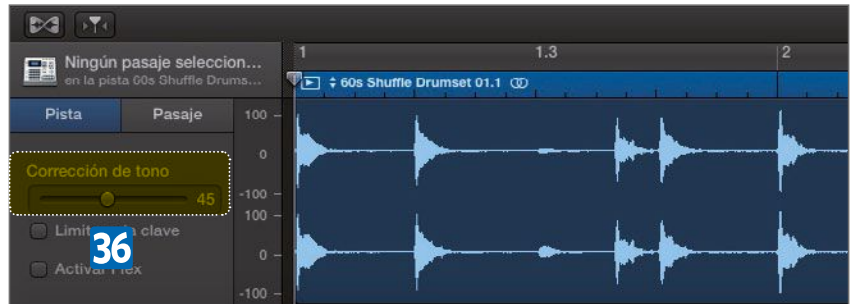 Ningún pasaje seleccion...
en la pista 60s Shuffle Drums...
1 1.3 2
60s Shuffle Drumset 01.1
Pista Pasaje
100
0
-100
Corrección de tono
45
100
0
-100
clave
36
Activar